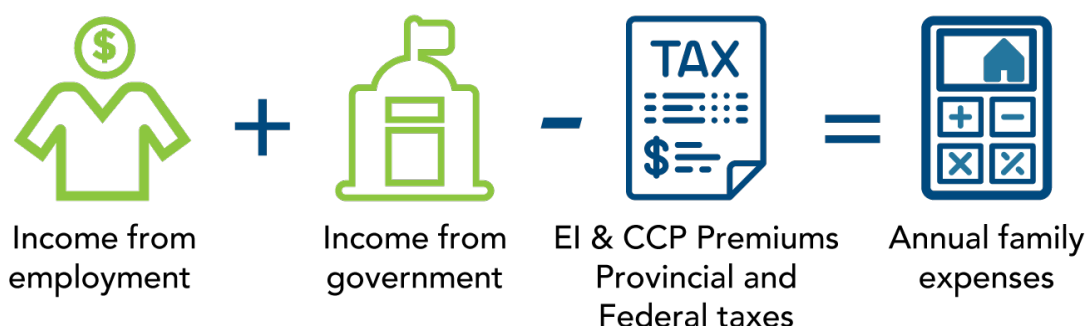 $
+
-
TAX
$
=
+ −
× %
Income from
employment
Income from
government
EI & CCP Premiums
Provincial and
Federal taxes
Annual family
expenses